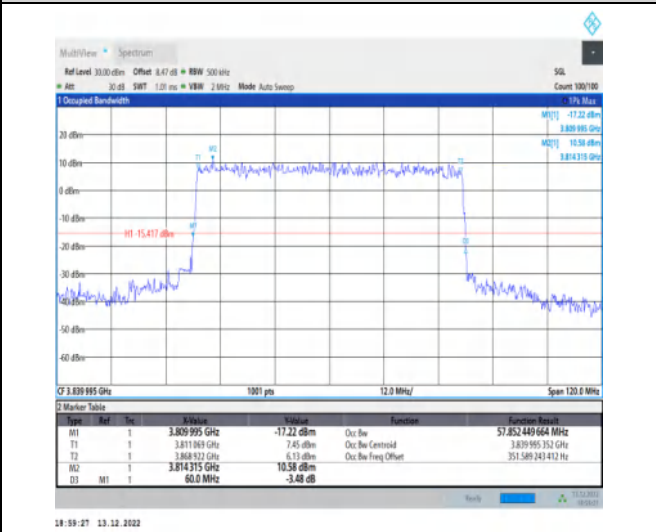 MultiView Spectrum
Ref Level 30.00 dBm Offset 8.47 dB RBW 500 kHz SGL
Att 30 dB SWT 1.01 ms VBW 2 MHz Mode Auto Sweep Count 100/100
1 Occupied Bandwidth 1Pk Max
M1[1] -17.22 dBm
3.809 995 GHz
M2[1] 10.58 dBm
3.814 315 GHz
20 dBm
M2
T1 T2
10 dBm
0 dBm
-10 dBm
H1 -15.417 dBm M1
-20 dBm D3
-30 dBm
-40 dBm
-50 dBm
-60 dBm
CF 3.839 995 GHz 1001 pts 12.0 MHz/ Span 120.0 MHz
2 Marker Table
Type Ref Trc X-Value Y-Value Function Function Result
M1 1 3.809 995 GHz -17.22 dBm Occ Bw 57.852 449 664 MHz
T1 1 3.811 069 GHz 7.45 dBm Occ Bw Centroid 3.839 995 352 GHz
T2 1 3.868 922 GHz 6.13 dBm Occ Bw Freq Offset 351.589 243 412 Hz
M2 1 3.814 315 GHz 10.58 dBm
D3 M1 1 60.0 MHz -3.48 dB
Ready 13.12.2022
18:59:27 13.12.2022